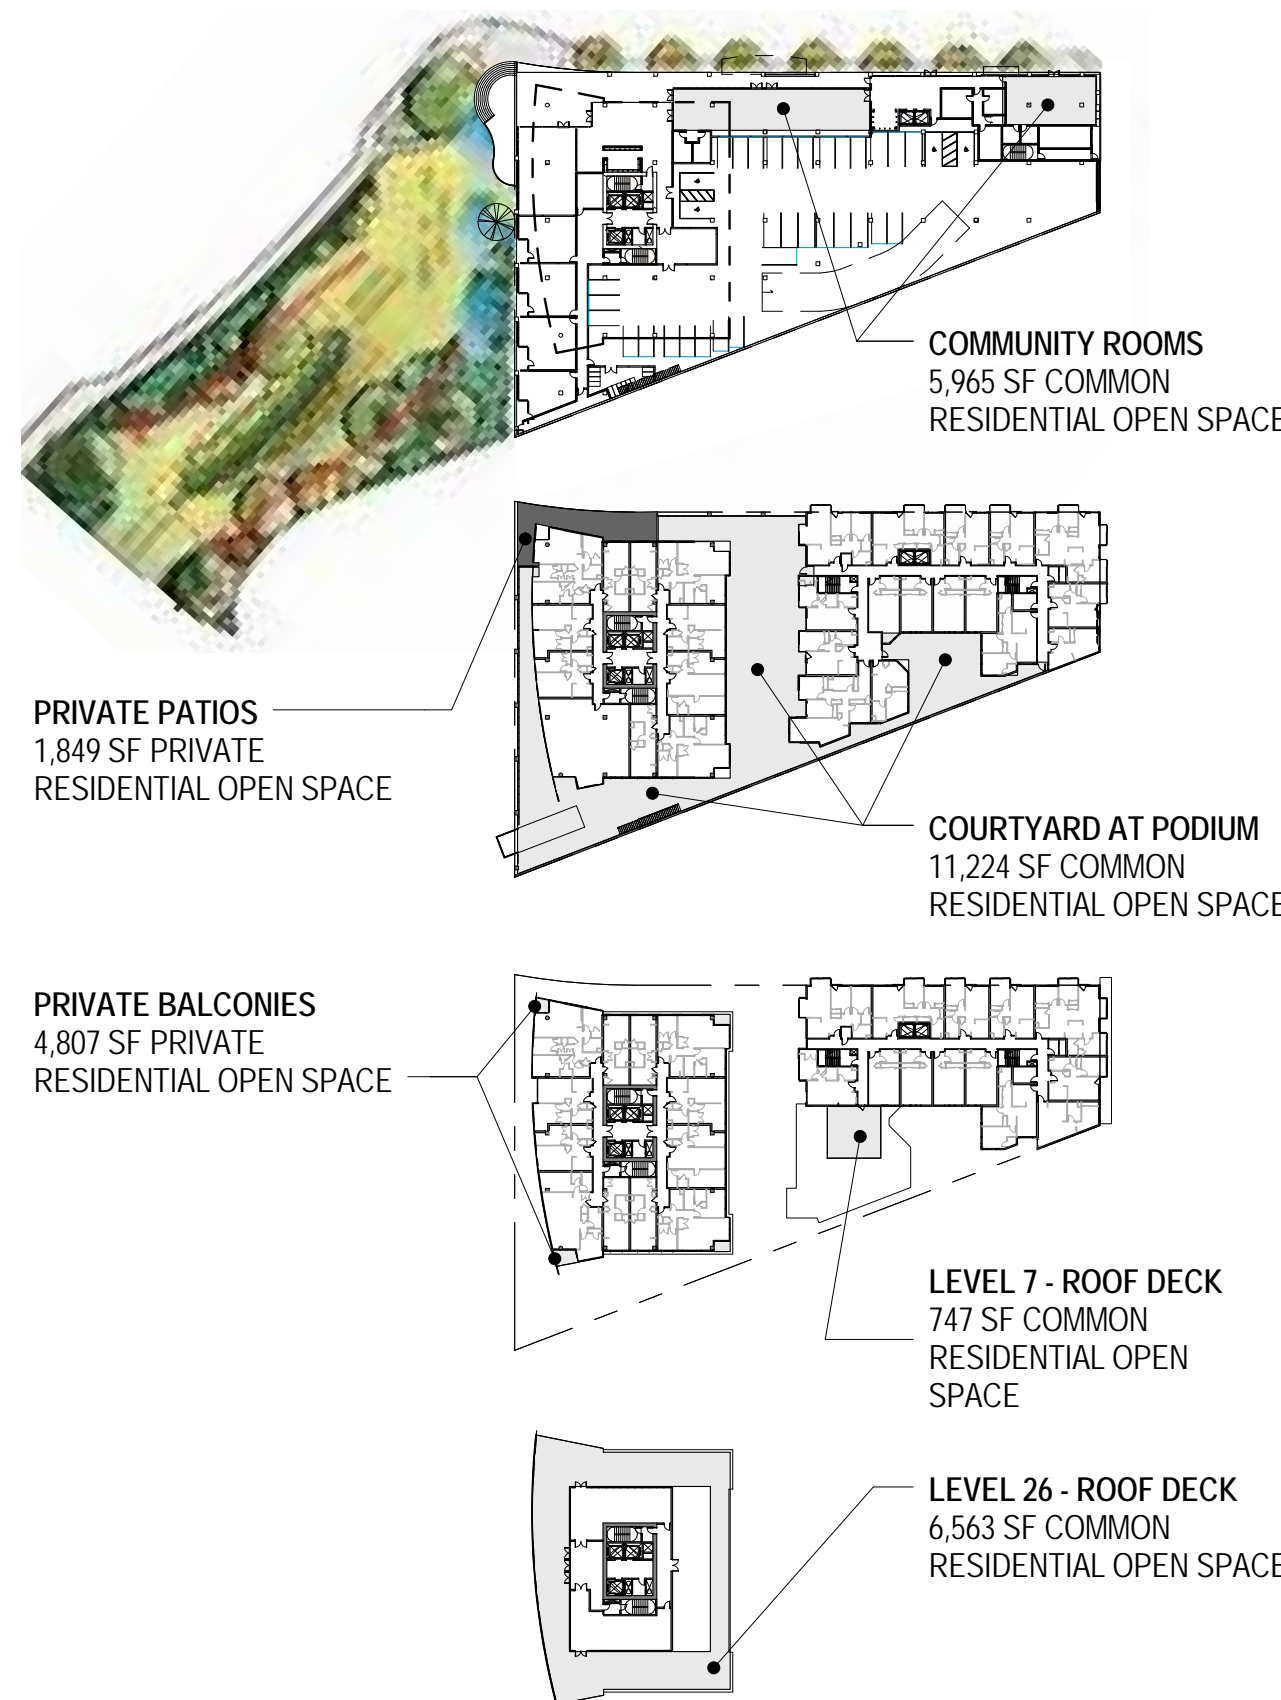 COMMUNITY ROOMS
5,965 SF COMMON
RESIDENTIAL OPEN SPACE
PRIVATE PATIOS
1,849 SF PRIVATE
RESIDENTIAL OPEN SPACE
COURTYARD AT PODIUM
11,224 SF COMMON
RESIDENTIAL OPEN SPACE
PRIVATE BALCONIES
4,807 SF PRIVATE
RESIDENTIAL OPEN SPACE
LEVEL 7 - ROOF DECK
747 SF COMMON
RESIDENTIAL OPEN
SPACE
LEVEL 26 - ROOF DECK
6,563 SF COMMON
RESIDENTIAL OPEN SPACE